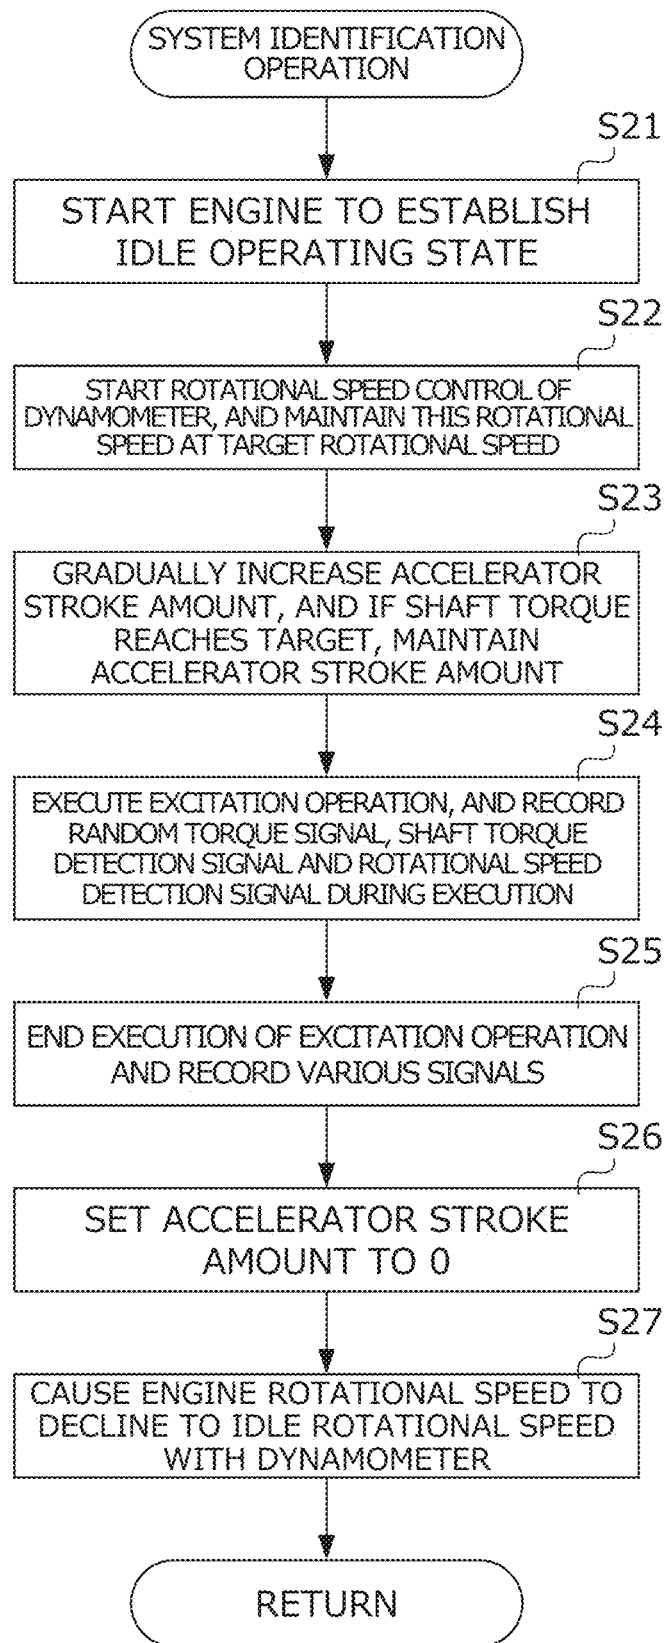 SYSTEM IDENTIFICATION
OPERATION
S21
START ENGINE TO ESTABLISH
IDLE OPERATING STATE
S22
START ROTATIONAL SPEED CONTROL OF
DYNAMOMETER, AND MAINTAIN THIS ROTATIONAL
SPEED AT TARGET ROTATIONAL SPEED
S23
GRADUALLY INCREASE ACCELERATOR
STROKE AMOUNT, AND IF SHAFT TORQUE
REACHES TARGET, MAINTAIN
ACCELERATOR STROKE AMOUNT
S24
EXECUTE EXCITATION OPERATION, AND RECORD
RANDOM TORQUE SIGNAL, SHAFT TORQUE
DETECTION SIGNAL AND ROTATIONAL SPEED
DETECTION SIGNAL DURING EXECUTION
S25
END EXECUTION OF EXCITATION OPERATION
AND RECORD VARIOUS SIGNALS
S26
SET ACCELERATOR STROKE
AMOUNT TO 0
S27
CAUSE ENGINE ROTATIONAL SPEED TO
DECLINE TO IDLE ROTATIONAL SPEED
WITH DYNAMOMETER
RETURN